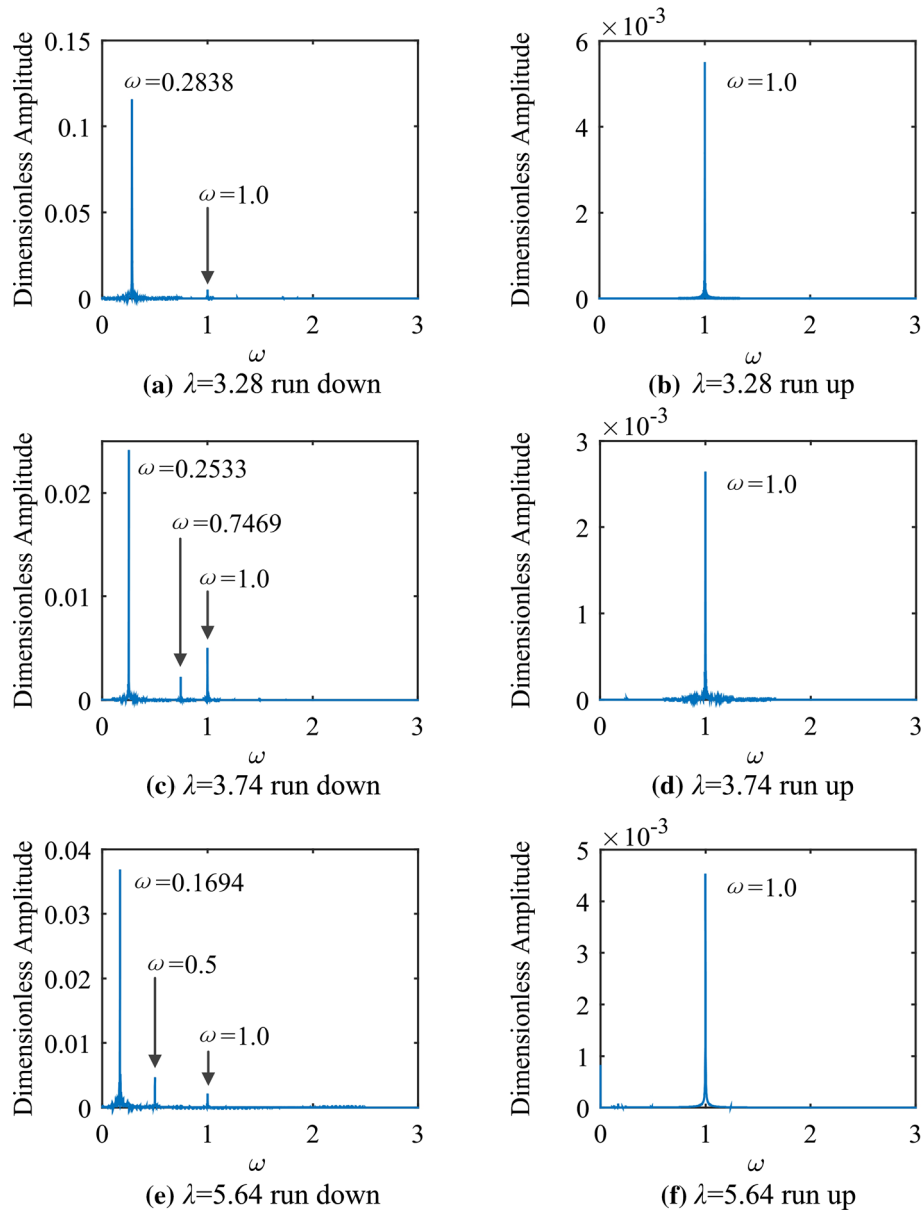 Dimensionless Amplitude
0.15
0.1
0.05
0
ω=0.2838
ω=1.0
0 1 2 3
ω
(a) λ=3.28 run down
×10⁻³
Dimensionless Amplitude
6
4
2
0
ω=1.0
0 1 2 3
ω
(b) λ=3.28 run up
Dimensionless Amplitude
0.02
0.01
0
ω=0.2533
ω=0.7469
ω=1.0
0 1 2 3
ω
(c) λ=3.74 run down
×10⁻³
Dimensionless Amplitude
3
2
1
0
ω=1.0
0 1 2 3
ω
(d) λ=3.74 run up
Dimensionless Amplitude
0.04
0.03
0.02
0.01
0
ω=0.1694
ω=0.5
ω=1.0
0 1 2 3
ω
(e) λ=5.64 run down
×10⁻³
Dimensionless Amplitude
5
4
3
2
1
0
ω=1.0
0 1 2 3
ω
(f) λ=5.64 run up